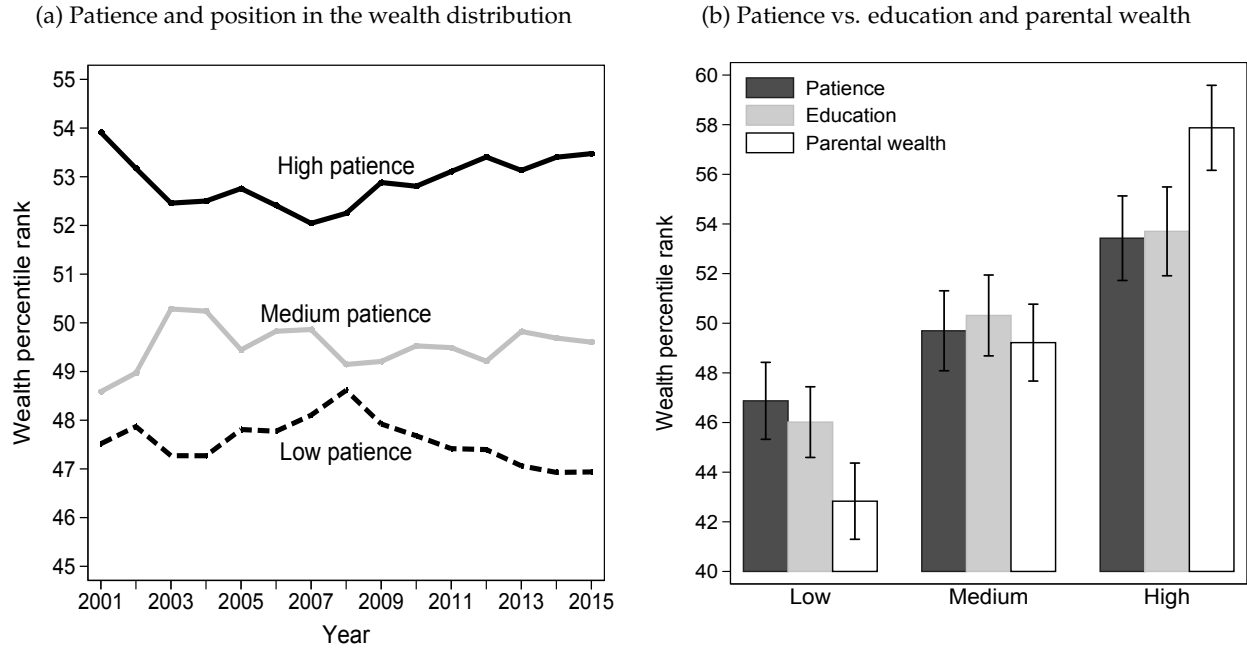 (a) Patience and position in the wealth distribution
55
54
53
52
51
50
49
48
47
46
45
Wealth percentile rank
High patience
Medium patience
Low patience
2001 2003 2005 2007 2009 2011 2013 2015
Year
(b) Patience vs. education and parental wealth
60
58
56
54
52
50
48
46
44
42
40
Wealth percentile rank
Patience
Education
Parental wealth
Low Medium High